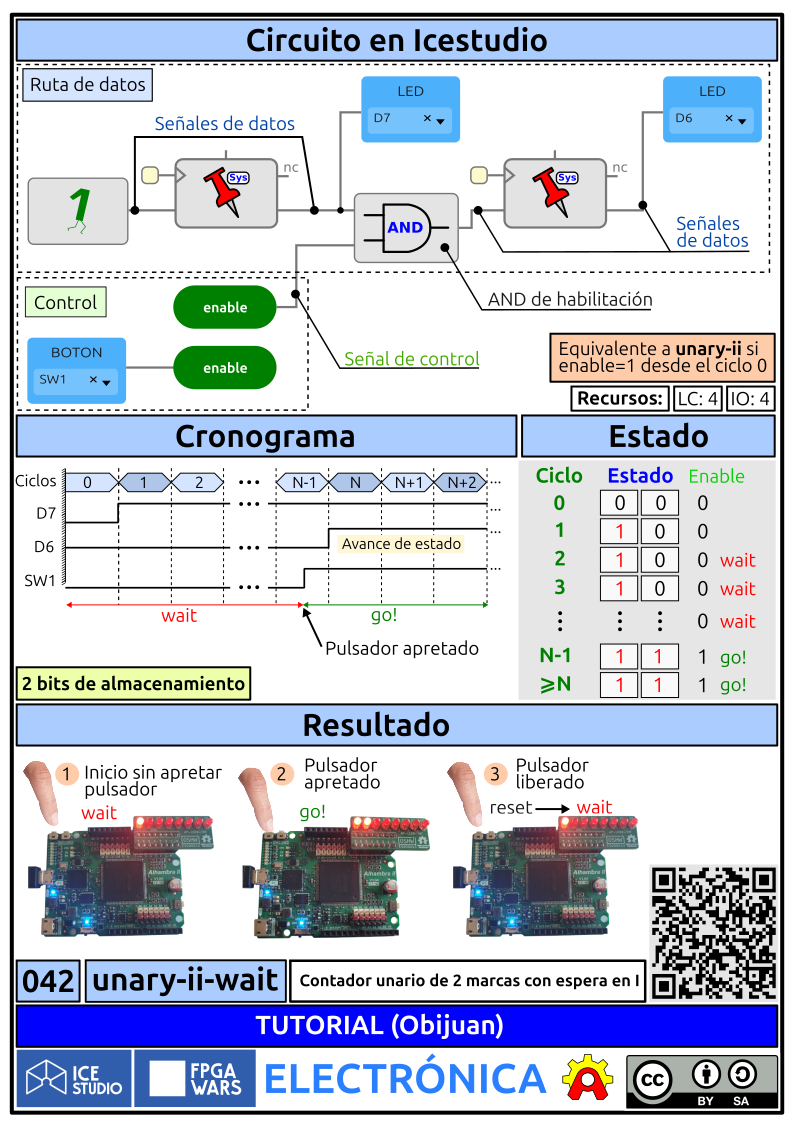 Circuito en Icestudio
Ruta de datos
Señales de datos
LED
D7
LED
D6
Sys
nc
Sys
nc
1
AND
Señales
de datos
Control
enable
AND de habilitación
BOTON
SW1
enable
Señal de control
Equivalente a unary-ii si
enable=1 desde el ciclo 0
Recursos: LC: 4 IO: 4
Cronograma
Ciclos 0 1 2 ... N-1 N N+1 N+2 ...
D7 ... ...
D6 ... Avance de estado ...
SW1 ... ...
wait go!
Pulsador apretado
2 bits de almacenamiento
Estado
Ciclo Estado Enable
0 0 0 0
1 1 0 0
2 1 0 0 wait
3 1 0 0 wait
⋮ ⋮ ⋮ 0 wait
N-1 1 1 1 go!
⩾N 1 1 1 go!
Resultado
1 Inicio sin apretar
pulsador
wait
2 Pulsador
apretado
go!
3 Pulsador
liberado
reset wait
Alhambra II
Alhambra II
Alhambra II
042 unary-ii-wait Contador unario de 2 marcas con espera en I
TUTORIAL (Obijuan)
ICE
STUDIO
FPGA
WARS
ELECTRÓNICA
cc
BY SA